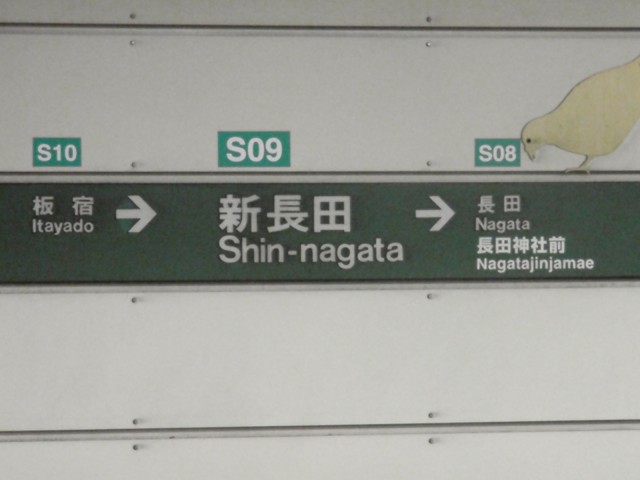 S10
板宿
Itayado
S09
新長田
Shin-nagata
S08
長田
Nagata
長田神社前
Nagatajinjamae